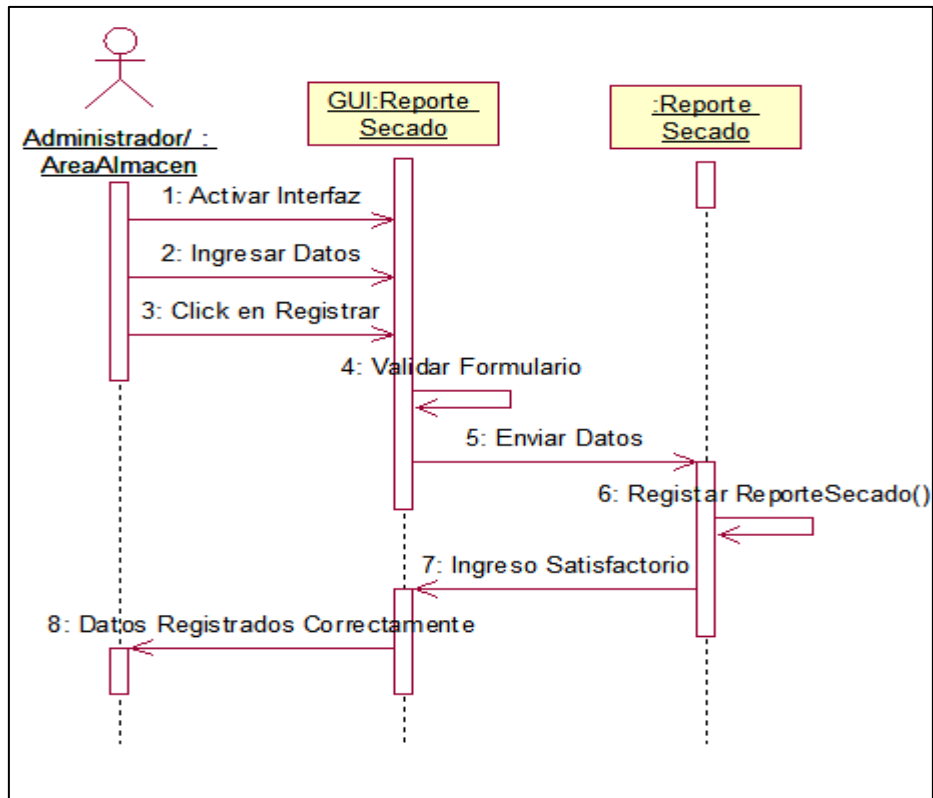 GUI:Reporte
Secado
:Reporte
Secado
Administrador/ :
AreaAlmacen
1: Activar Interfaz
2: Ingresar Datos
3: Click en Registrar
4: Validar Formulario
5: Enviar Datos
6: Registar ReporteSecado()
7: Ingreso Satisfactorio
8: Datos Registrados Correctamente